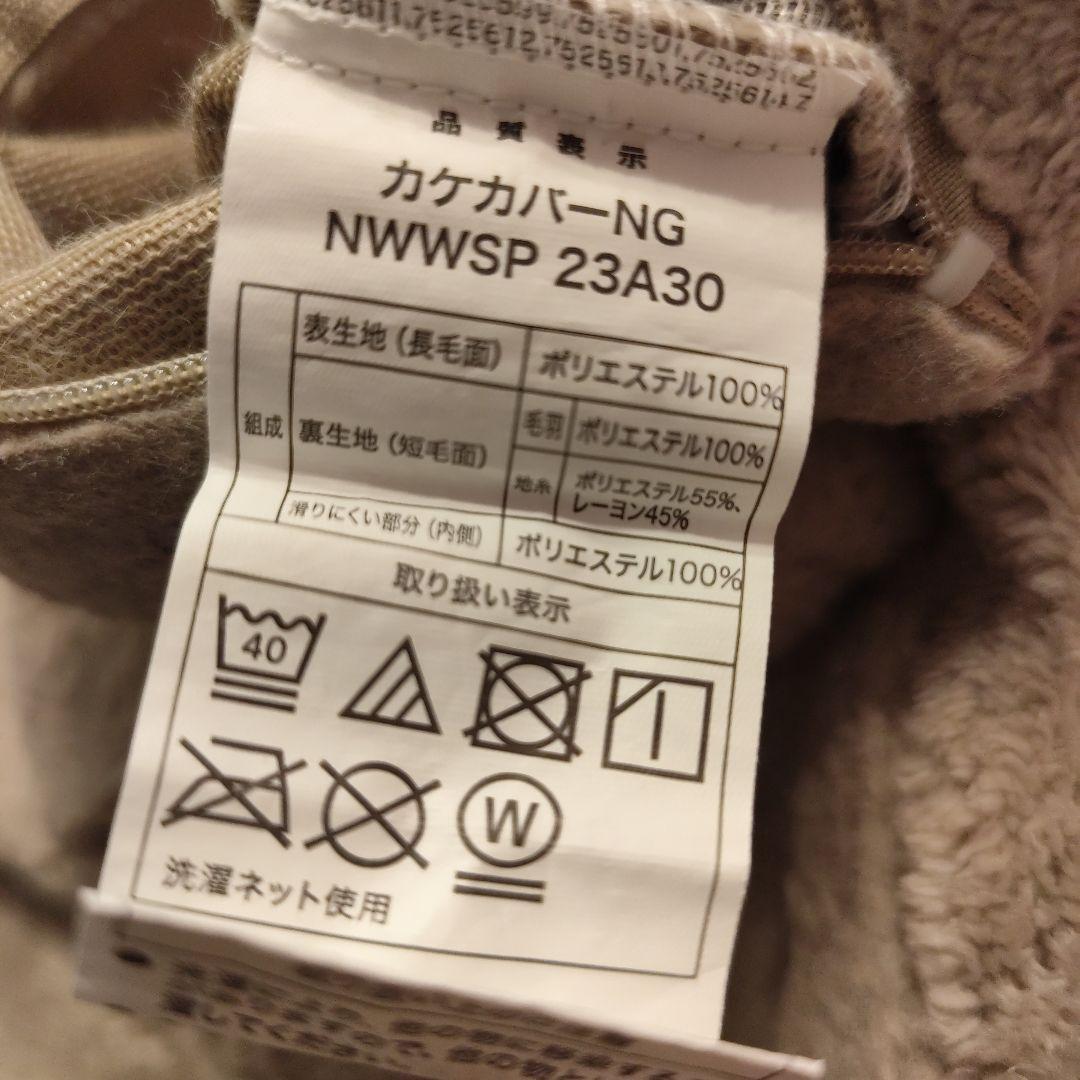 品質表示
カケカバーNG
NWWSP 23A30
組成
表生地（長毛面）
ポリエステル100%
裏生地（短毛面）
毛羽
ポリエステル100%
地糸
ポリエステル55%、
レーヨン45%
滑りにくい部分（内側）
ポリエステル100%
取り扱い表示
40
W
洗濯ネット使用